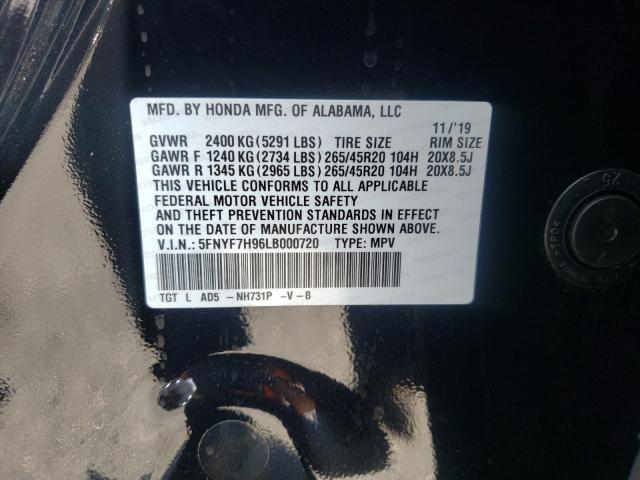 MFD. BY HONDA MFG. OF ALABAMA, LLC
11/'19
GVWR 2400 KG (5291 LBS) TIRE SIZE RIM SIZE
GAWR F 1240 KG (2734 LBS) 265/45R20 104H 20X8.5J
GAWR R 1345 KG (2965 LBS) 265/45R20 104H 20X8.5J
THIS VEHICLE CONFORMS TO ALL APPLICABLE
FEDERAL MOTOR VEHICLE SAFETY
AND THEFT PREVENTION STANDARDS IN EFFECT
ON THE DATE OF MANUFACTURE SHOWN ABOVE.
V.I.N.: 5FNYF7H96LB000720 TYPE: MPV
TGT L AD5 -NH731P -V-B
25